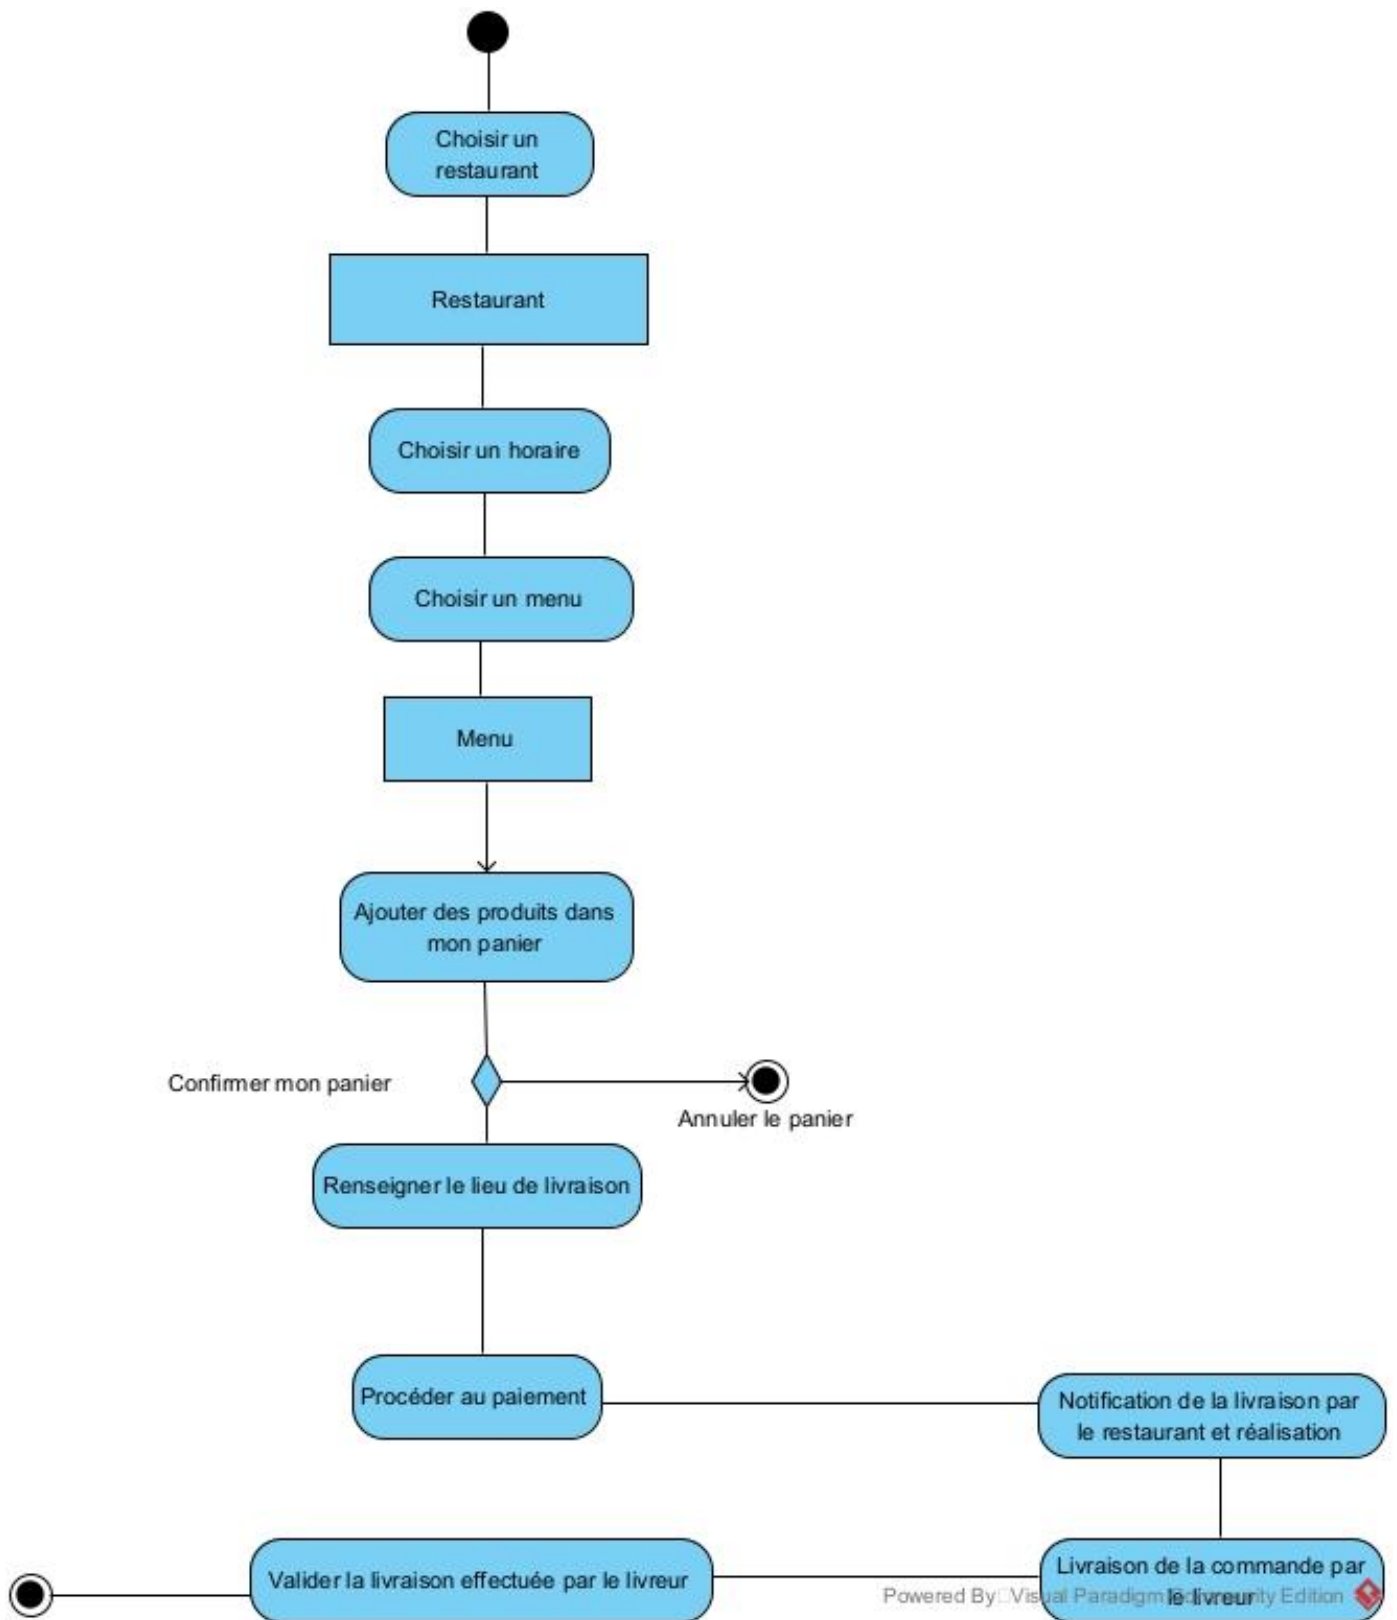 Choisir un
restaurant
Restaurant
Choisir un horaire
Choisir un menu
Menu
Ajouter des produits dans
mon panier
Confirmer mon panier
Annuler le panier
Renseigner le lieu de livraison
Procéder au paiement
Notification de la livraison par
le restaurant et réalisation
Livraison de la commande par
le livreur
Valider la livraison effectuée par le livreur
Powered By Visual Paradigm Community Edition